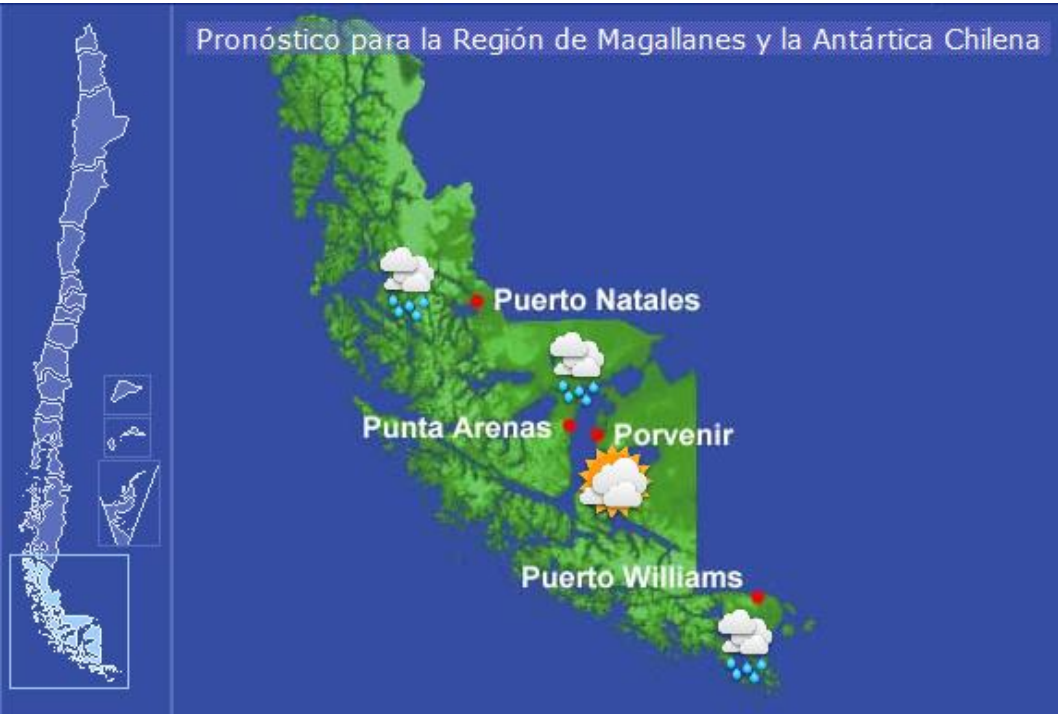 Pronóstico para la Región de Magallanes y la Antártica Chilena
Puerto Natales
Punta Arenas
Porvenir
Puerto Williams